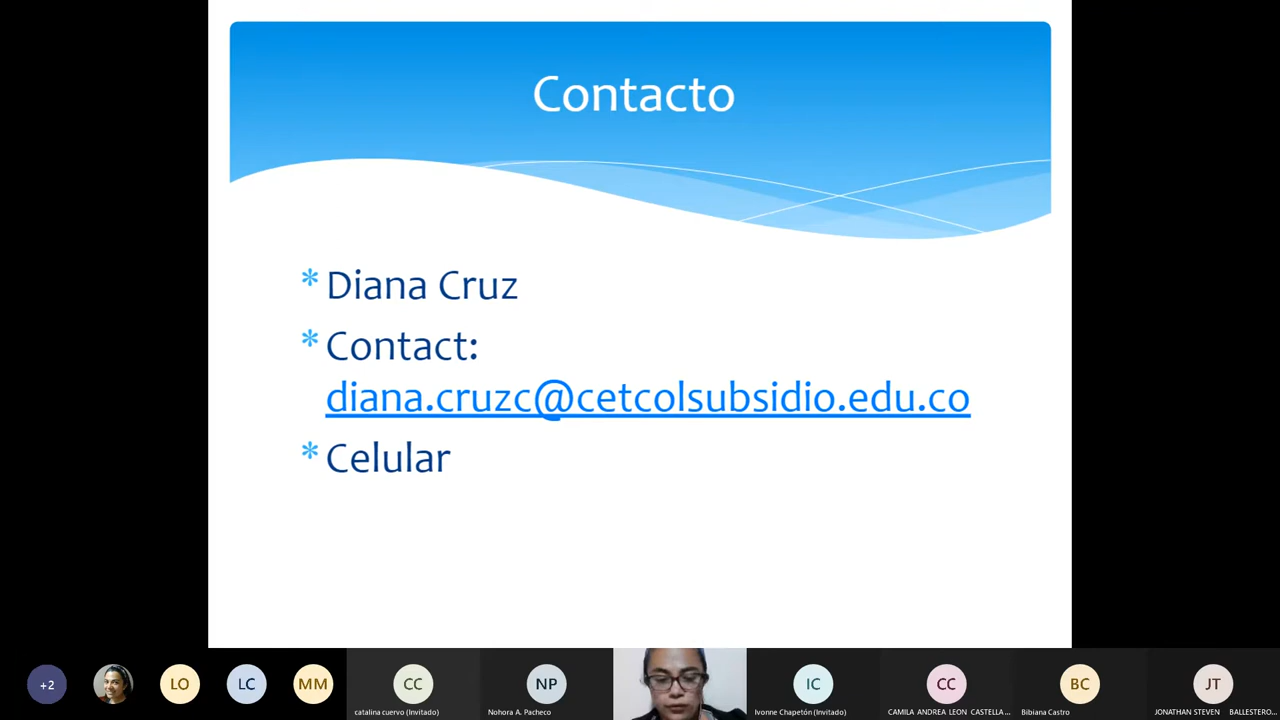 Contacto
* Diana Cruz
* Contact:
diana.cruzc@cetcolsubsidio.edu.co
* Celular
+2
LO
LC
MM
CC
catalina cuervo (Invitado)
NP
Nohora A. Pacheco
IC
Ivonne Chapetón (Invitado)
CC
CAMILA ANDREA LEON CASTELLA...
BC
Bibiana Castro
JT
JONATHAN STEVEN BALLESTERO...